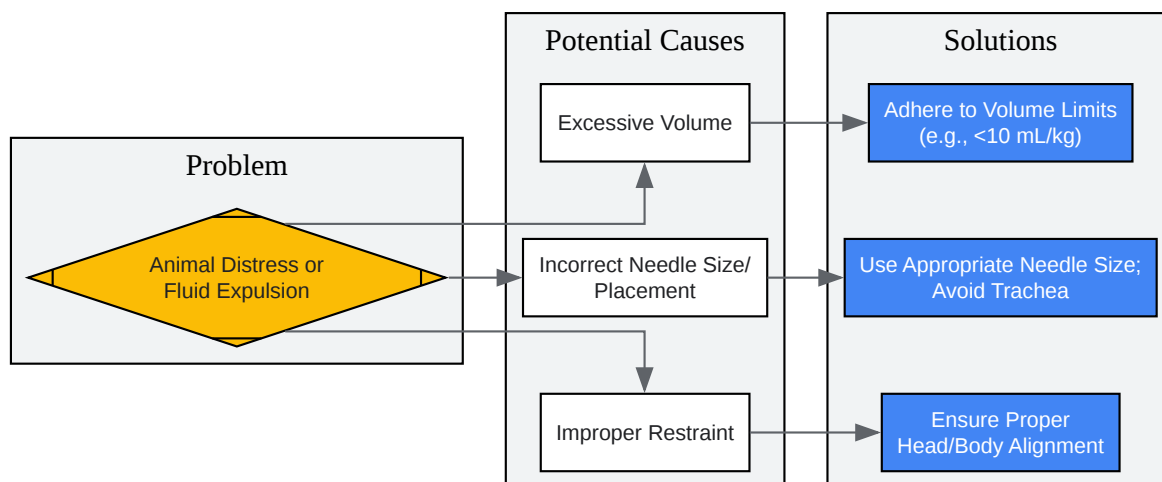 Problem
Animal Distress or
Fluid Expulsion
Potential Causes
Excessive Volume
Incorrect Needle Size/
Placement
Improper Restraint
Solutions
Adhere to Volume Limits
(e.g., <10 mL/kg)
Use Appropriate Needle Size;
Avoid Trachea
Ensure Proper
Head/Body Alignment